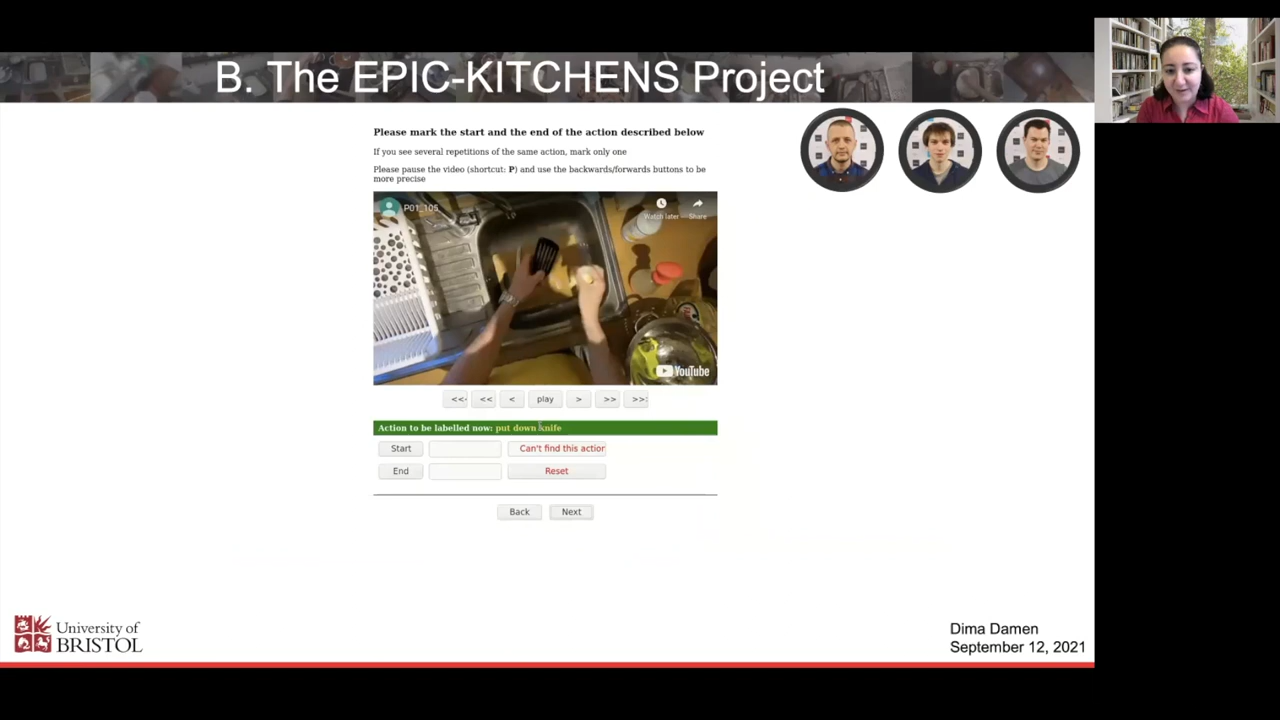 B. The EPIC-KITCHENS Project
Please mark the start and the end of the action described below
If you see several repetitions of the same action, mark only one
Please pause the video (shortcut: P) and use the backwards/forwards buttons to be
more precise
P01_105
Watch later
Share
YouTube
<<<
<<
<
play
>
>>
>>:
Action to be labelled now: put down knife
Start
Can't find this action
End
Reset
Back
Next
University of
BRISTOL
Dima Damen
September 12, 2021